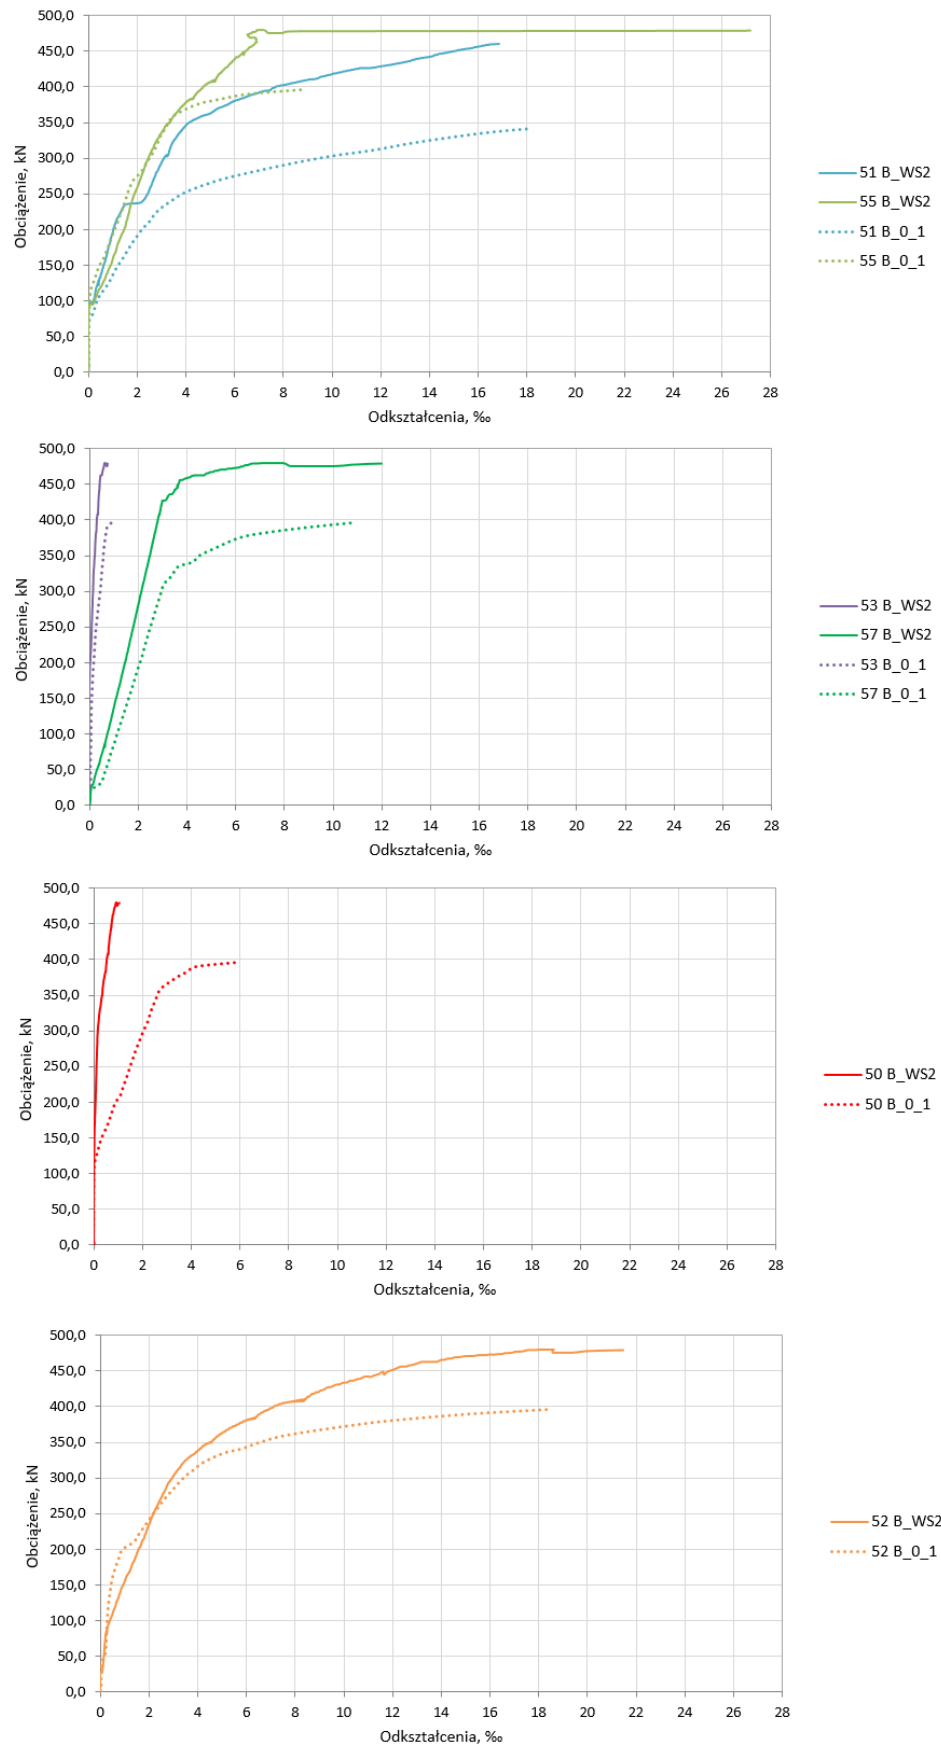 500,0
450,0
400,0
350,0
300,0
250,0
200,0
150,0
100,0
50,0
0,0
Obciążenie, kN
0 2 4 6 8 10 12 14 16 18 20 22 24 26 28
Odkształcenia, ‰
51 B_WS2
55 B_WS2
51 B_0_1
55 B_0_1
500,0
450,0
400,0
350,0
300,0
250,0
200,0
150,0
100,0
50,0
0,0
Obciążenie, kN
0 2 4 6 8 10 12 14 16 18 20 22 24 26 28
Odkształcenia, ‰
53 B_WS2
57 B_WS2
53 B_0_1
57 B_0_1
500,0
450,0
400,0
350,0
300,0
250,0
200,0
150,0
100,0
50,0
0,0
Obciążenie, kN
0 2 4 6 8 10 12 14 16 18 20 22 24 26 28
Odkształcenia, ‰
50 B_WS2
50 B_0_1
500,0
450,0
400,0
350,0
300,0
250,0
200,0
150,0
100,0
50,0
0,0
Obciążenie, kN
0 2 4 6 8 10 12 14 16 18 20 22 24 26 28
Odkształcenia, ‰
52 B_WS2
52 B_0_1